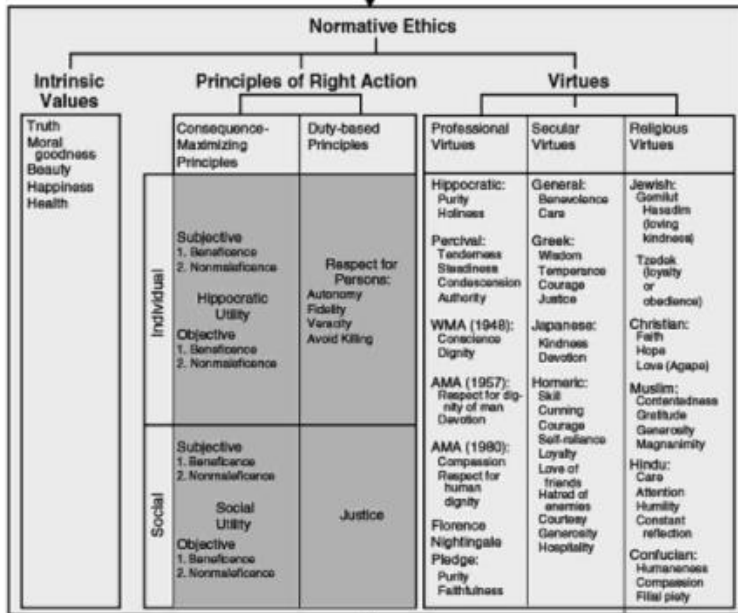 Normative Ethics
Intrinsic
Values
Truth
Moral
goodness
Beauty
Happiness
Health
Principles of Right Action
Consequence-
Maximizing
Principles
Duty-based
Principles
Individual
Subjective
1. Beneficence
2. Nonmaleficence
Hippocratic
Utility
Objective
1. Beneficence
2. Nonmaleficence
Respect for
Persons:
Autonomy
Fidelity
Veracity
Avoid Killing
Social
Subjective
1. Beneficence
2. Nonmaleficence
Social
Utility
Objective
1. Beneficence
2. Nonmaleficence
Justice
Virtues
Professional
Virtues
Hippocratic:
Purity
Holiness
Percival:
Tenderness
Steadiness
Condescension
Authority
WMA (1948):
Conscience
Dignity
AMA (1957):
Respect for dig-
nity of man
Devotion
AMA (1980):
Compassion
Respect for
human
dignity
Florence
Nightingale
Pledge:
Purity
Faithfulness
Secular
Virtues
General:
Benevolence
Care
Greek:
Wisdom
Temperance
Courage
Justice
Japanese:
Kindness
Devotion
Homeric:
Skill
Cunning
Courage
Self-reliance
Loyalty
Love of
friends
Hatred of
enemies
Courtesy
Generosity
Hospitality
Religious
Virtues
Jewish:
Gemilut
Hasadim
(loving
kindness)
Tzedek
(loyalty
or
obedience)
Christian:
Faith
Hope
Love (Agape)
Muslim:
Contentedness
Gratitude
Generosity
Magnanimity
Hindu:
Care
Attention
Humility
Constant
reflection
Confucian:
Humaneness
Compassion
Filial piety